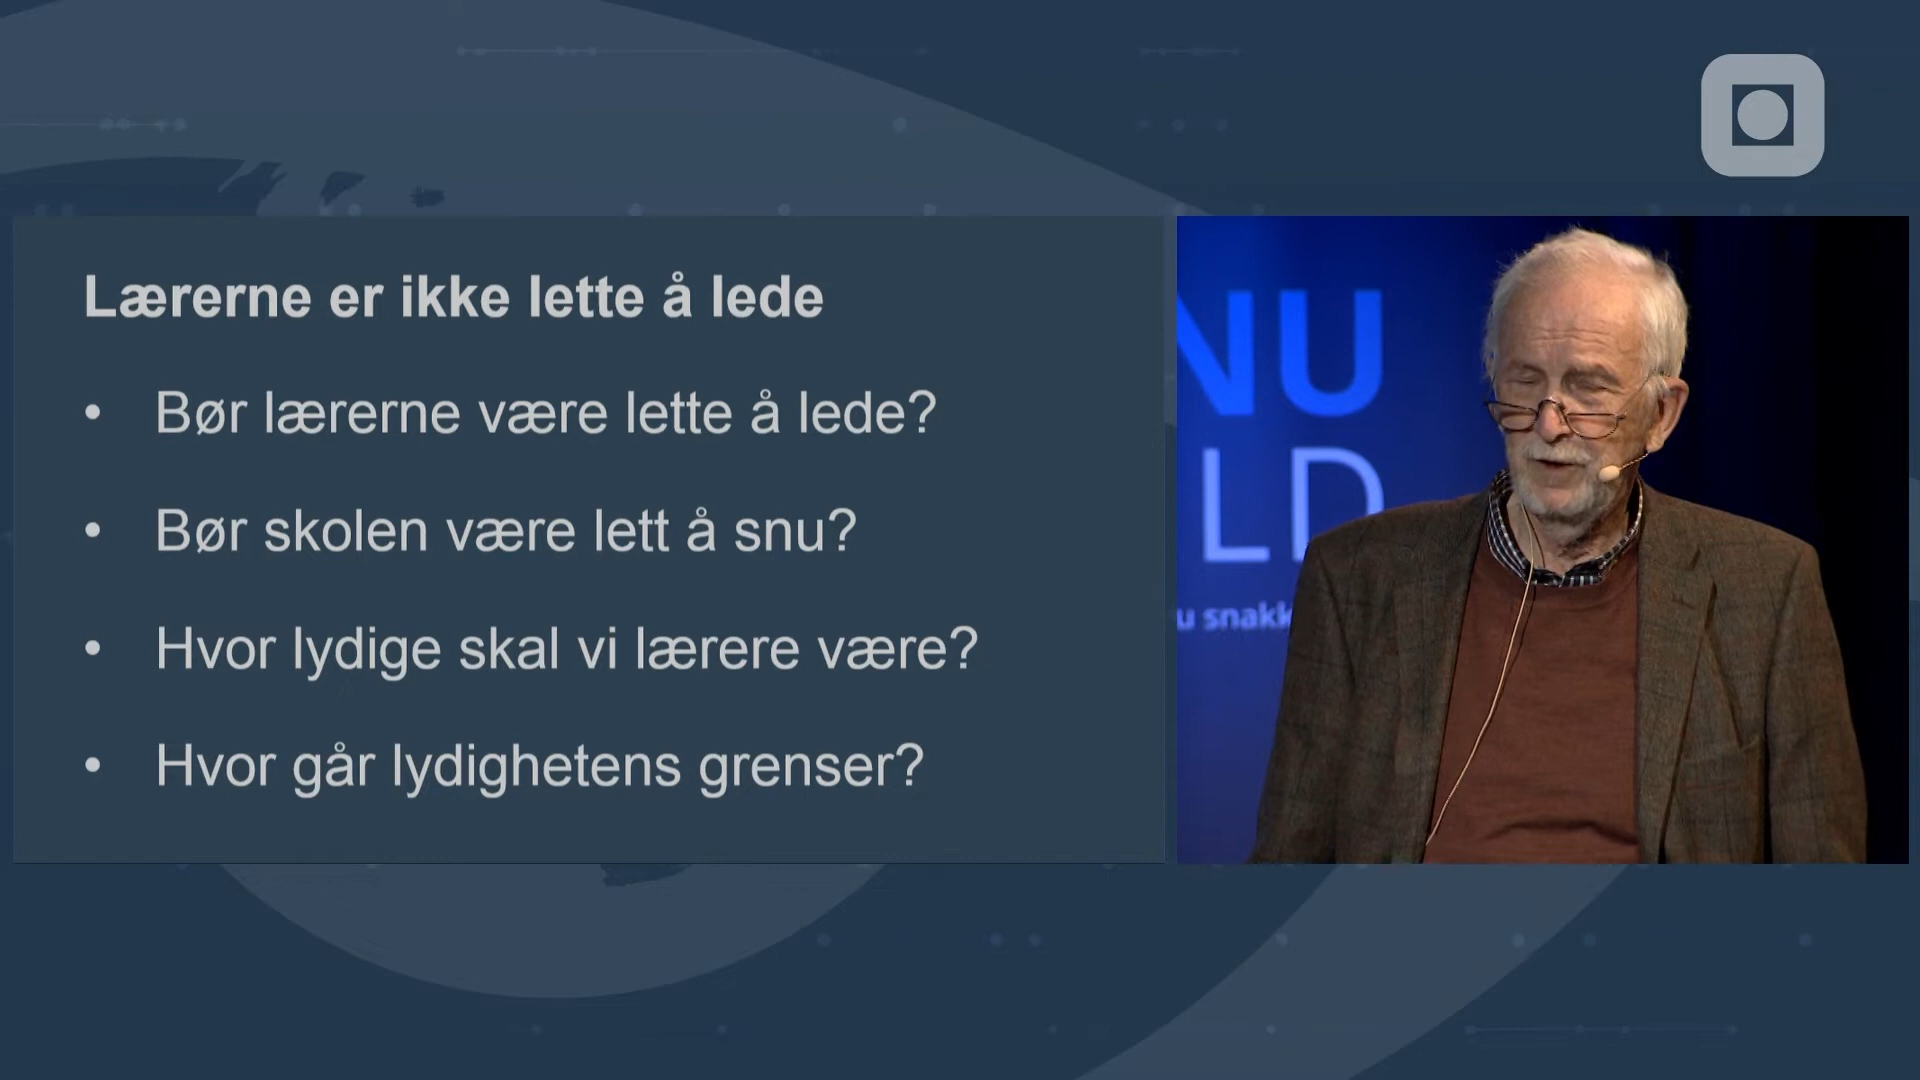 Lærerne er ikke lette å lede
• Bør lærerne være lette å lede?
• Bør skolen være lett å snu?
• Hvor lydige skal vi lærere være?
• Hvor går lydighetens grenser?
NU
LD
u snakk